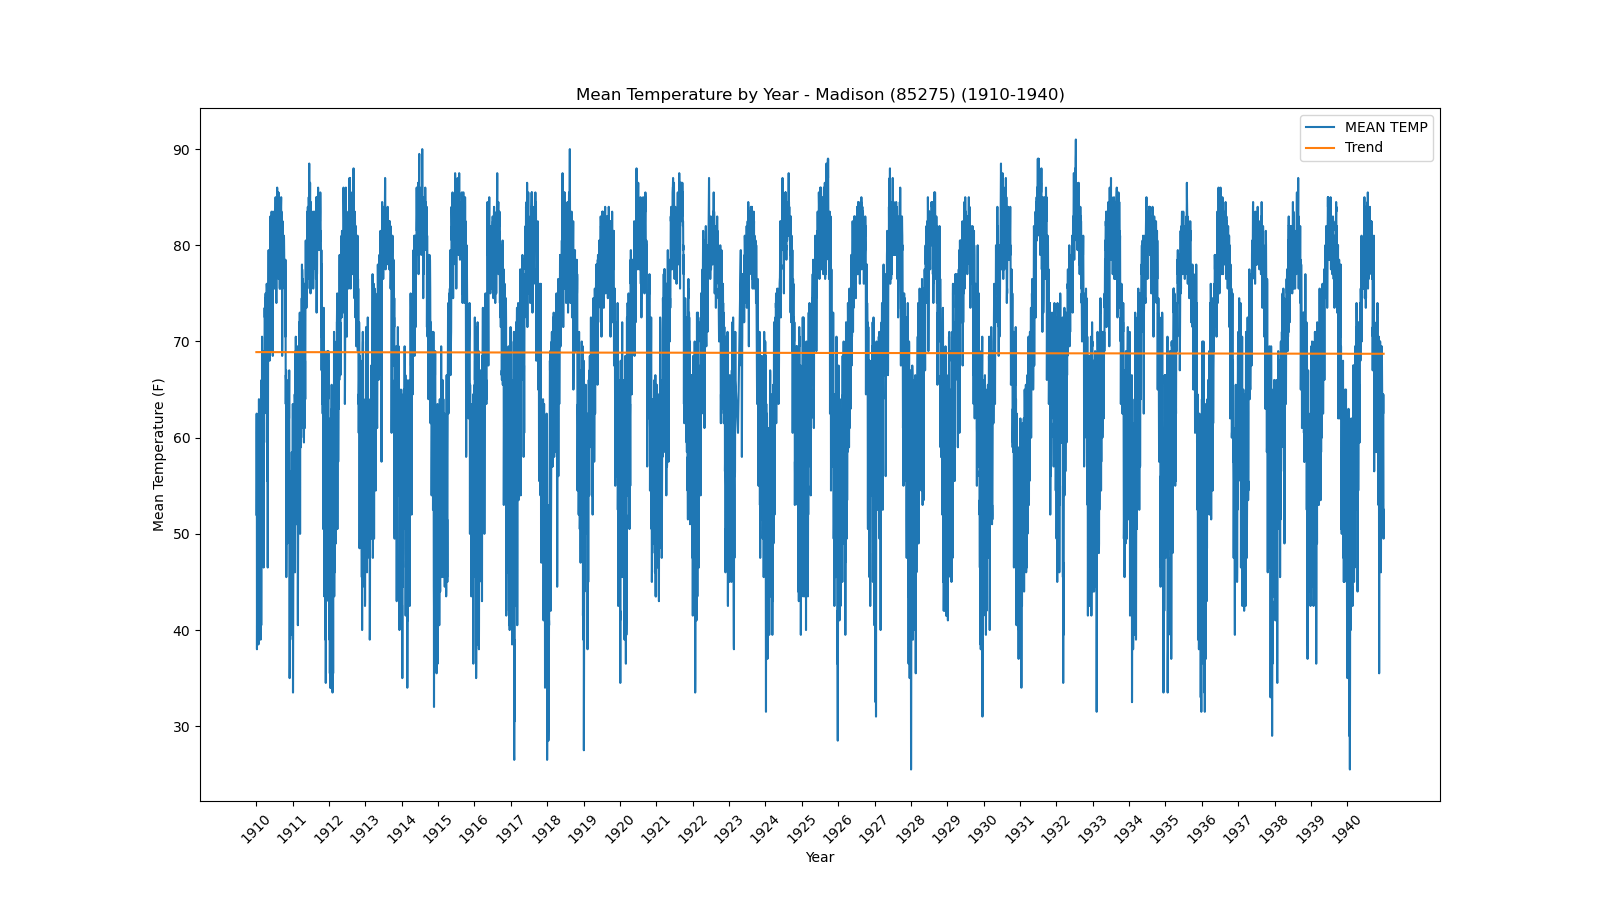 Mean Temperature by Year - Madison (85275) (1910-1940)
MEAN TEMP
Trend
Mean Temperature (F)
90
80
70
60
50
40
30
1910 1911 1912 1913 1914 1915 1916 1917 1918 1919 1920 1921 1922 1923 1924 1925 1926 1927 1928 1929 1930 1931 1932 1933 1934 1935 1936 1937 1938 1939 1940
Year